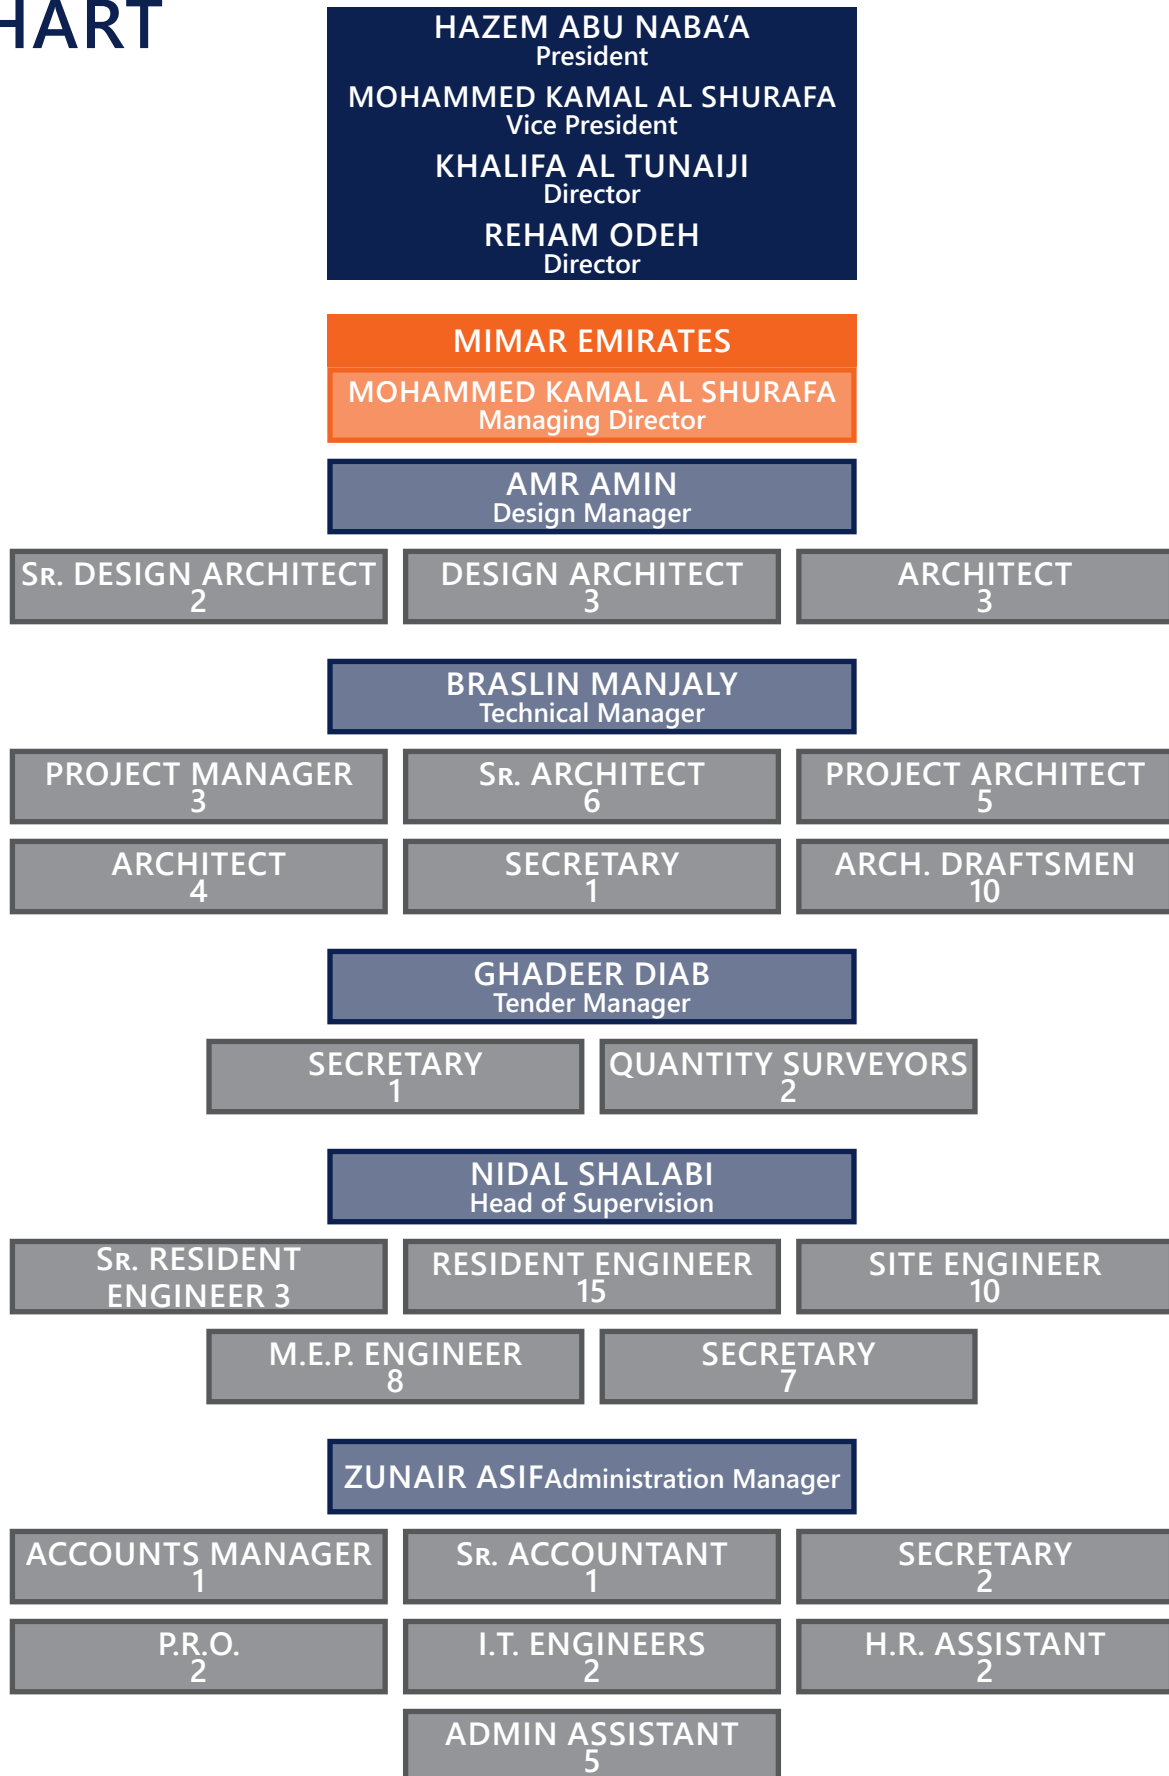 HART
HAZEM ABU NABA’A
President
MOHAMMED KAMAL AL SHURAFA
Vice President
KHALIFA AL TUNAIJI
Director
REHAM ODEH
Director
MIMAR EMIRATES
MOHAMMED KAMAL AL SHURAFA
Managing Director
AMR AMIN
Design Manager
SR. DESIGN ARCHITECT
2
DESIGN ARCHITECT
3
ARCHITECT
3
BRASLIN MANJALY
Technical Manager
PROJECT MANAGER
3
SR. ARCHITECT
6
PROJECT ARCHITECT
5
ARCHITECT
4
SECRETARY
1
ARCH. DRAFTSMEN
10
GHADEER DIAB
Tender Manager
SECRETARY
1
QUANTITY SURVEYORS
2
NIDAL SHALABI
Head of Supervision
SR. RESIDENT
ENGINEER 3
RESIDENT ENGINEER
15
SITE ENGINEER
10
M.E.P. ENGINEER
8
SECRETARY
7
ZUNAIR ASIFAdministration Manager
ACCOUNTS MANAGER
1
SR. ACCOUNTANT
1
SECRETARY
2
P.R.O.
2
I.T. ENGINEERS
2
H.R. ASSISTANT
2
ADMIN ASSISTANT
5